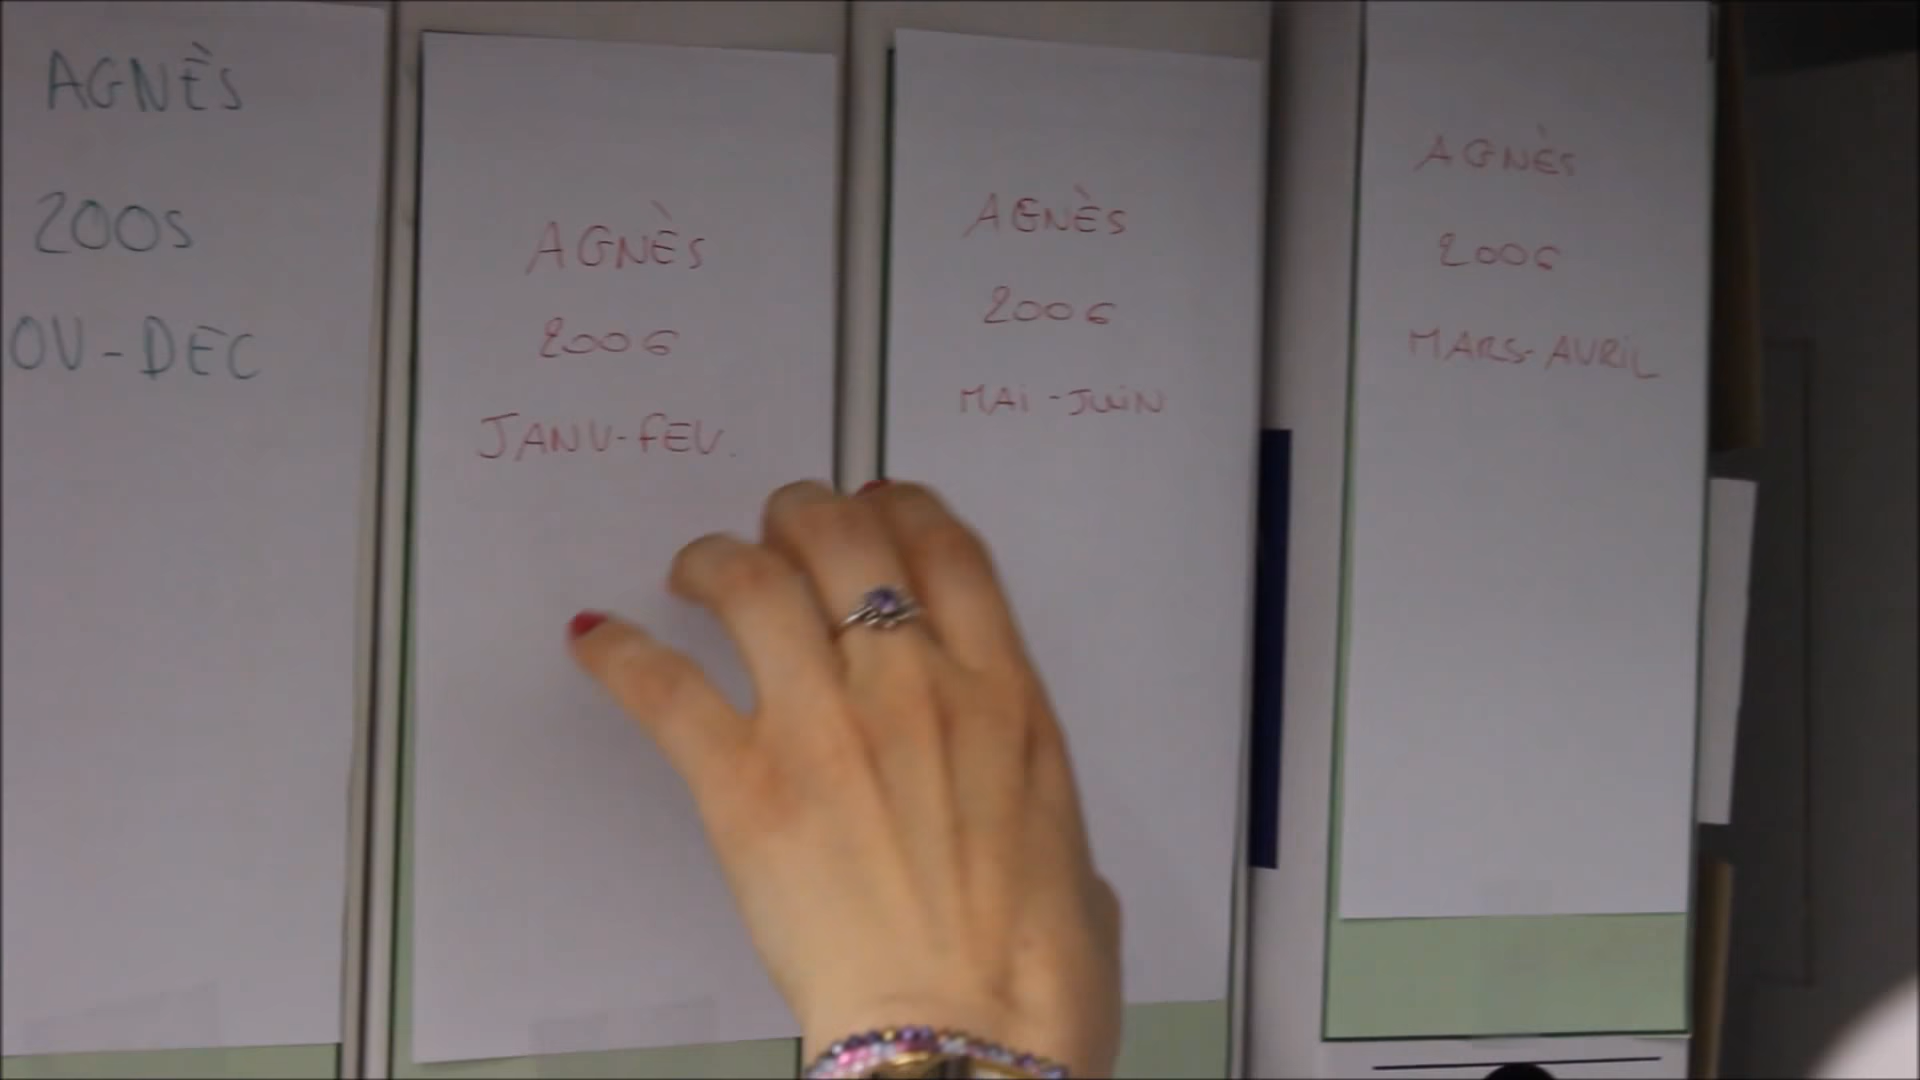 AGNÈS
2005
OV-DEC
AGNÈS
2006
JANV-FEV.
AGNÈS
2006
MAI-JUIN
AGNÈS
2006
MARS-AVRIL